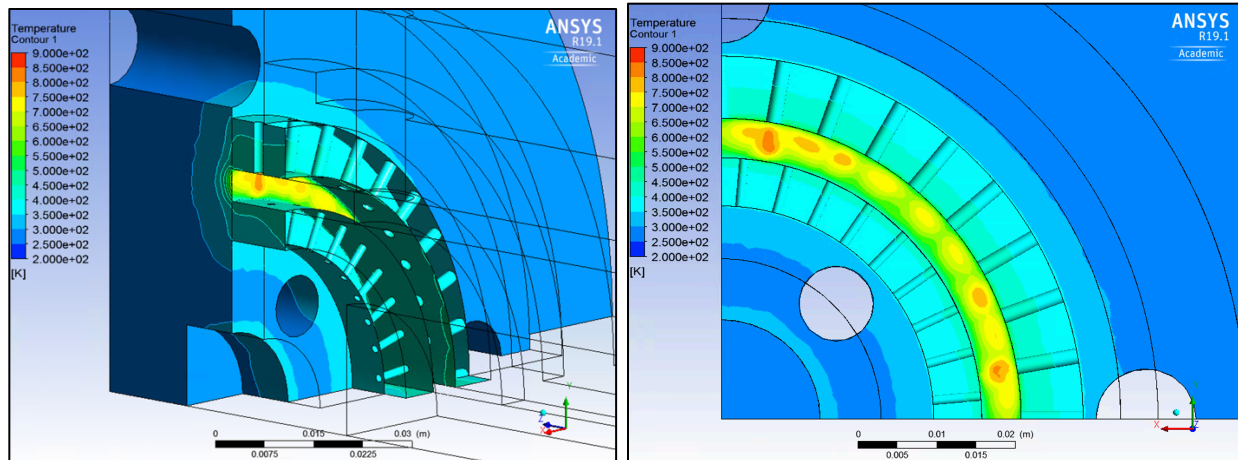 Temperature
Contour 1
9.000e+02
8.500e+02
8.000e+02
7.500e+02
7.000e+02
6.500e+02
6.000e+02
5.500e+02
5.000e+02
4.500e+02
4.000e+02
3.500e+02
3.000e+02
2.500e+02
2.000e+02
[K]
ANSYS
R19.1
Academic
0 0.015 0.03 (m)
0.0075 0.0225
Y
X
Z
Temperature
Contour 1
9.000e+02
8.500e+02
8.000e+02
7.500e+02
7.000e+02
6.500e+02
6.000e+02
5.500e+02
5.000e+02
4.500e+02
4.000e+02
3.500e+02
3.000e+02
2.500e+02
2.000e+02
[K]
ANSYS
R19.1
Academic
0 0.01 0.02 (m)
0.005 0.015
Y
X
Z